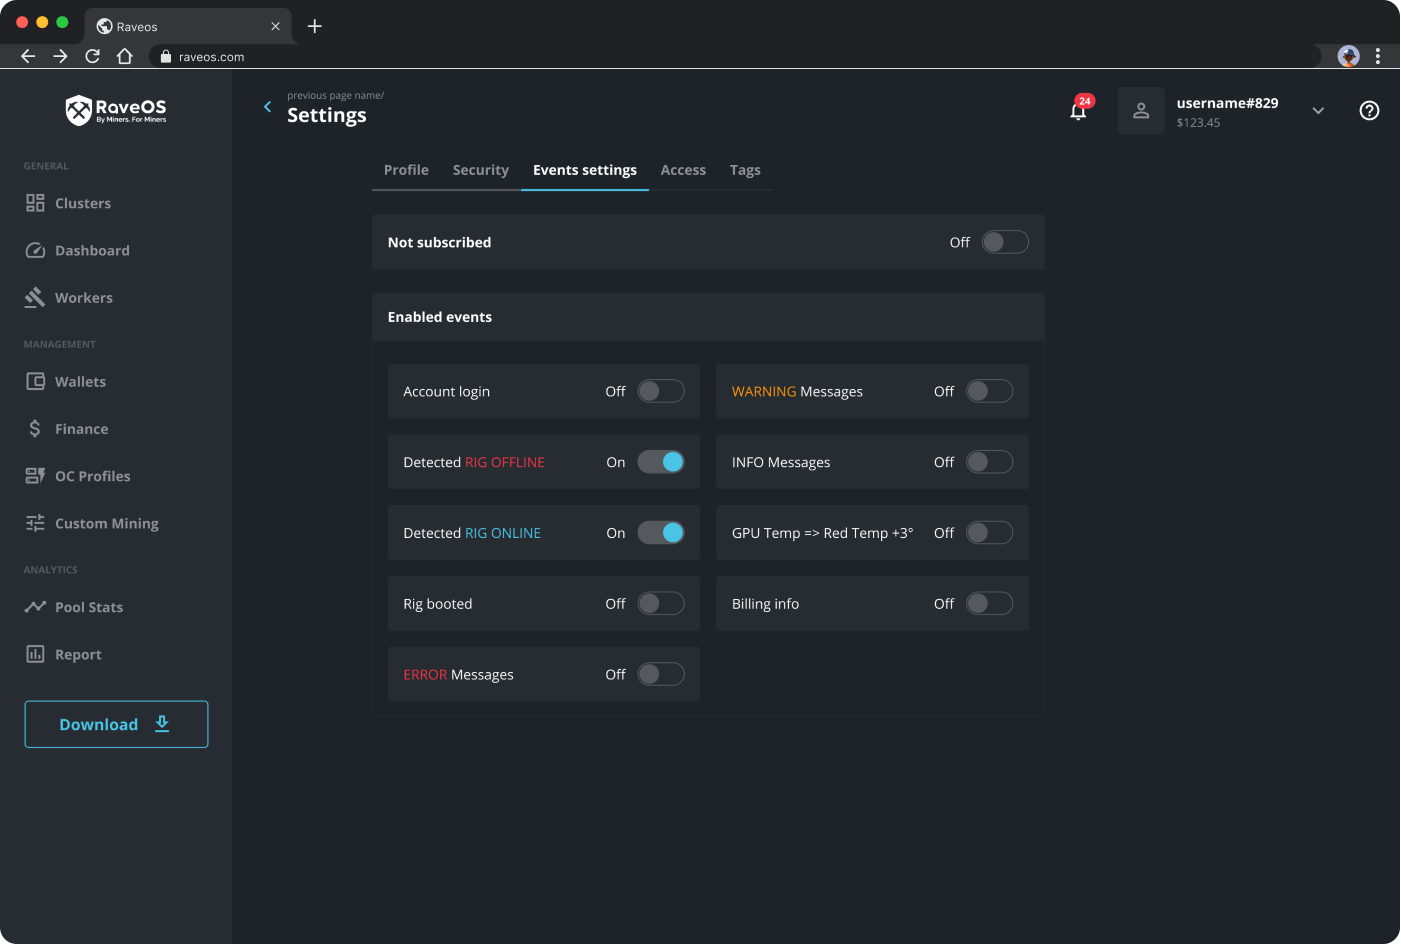 Raveos
raveos.com
RaveOS
By Miners. For Miners
previous page name/
Settings
24
username#829
$123.45
GENERAL
Clusters
Dashboard
Workers
MANAGEMENT
Wallets
Finance
OC Profiles
Custom Mining
ANALYTICS
Pool Stats
Report
Download
Profile Security Events settings Access Tags
Not subscribed Off
Enabled events
Account login Off
WARNING Messages Off
Detected RIG OFFLINE On
INFO Messages Off
Detected RIG ONLINE On
GPU Temp => Red Temp +3° Off
Rig booted Off
Billing info Off
ERROR Messages Off